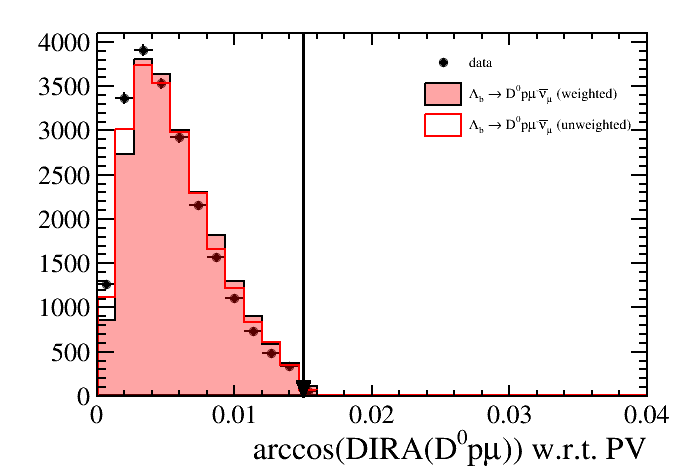 4000
3500
3000
2500
2000
1500
1000
500
0
data
Λb → D⁰pμ ν̄μ (weighted)
Λb → D⁰pμ ν̄μ (unweighted)
0 0.01 0.02 0.03 0.04
arccos(DIRA(D⁰pμ)) w.r.t. PV